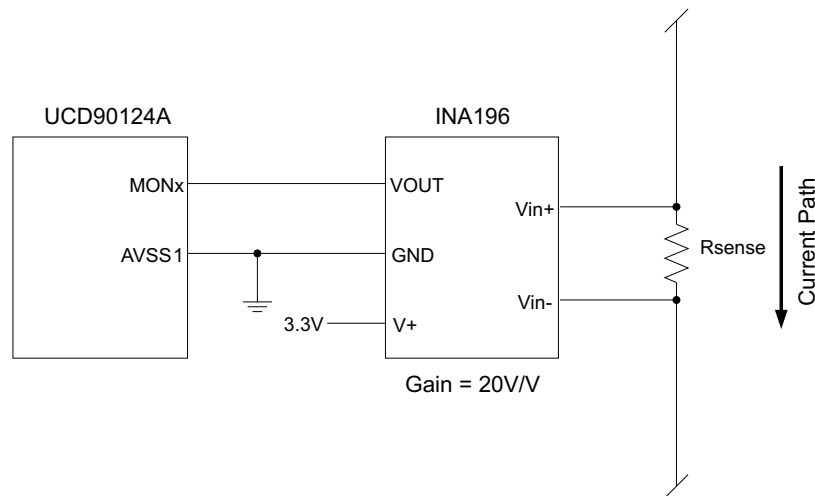 UCD90124A
INA196
MONx
VOUT
Vin+
AVSS1
GND
Rsense
Current Path
Vin-
3.3V
V+
Gain = 20V/V